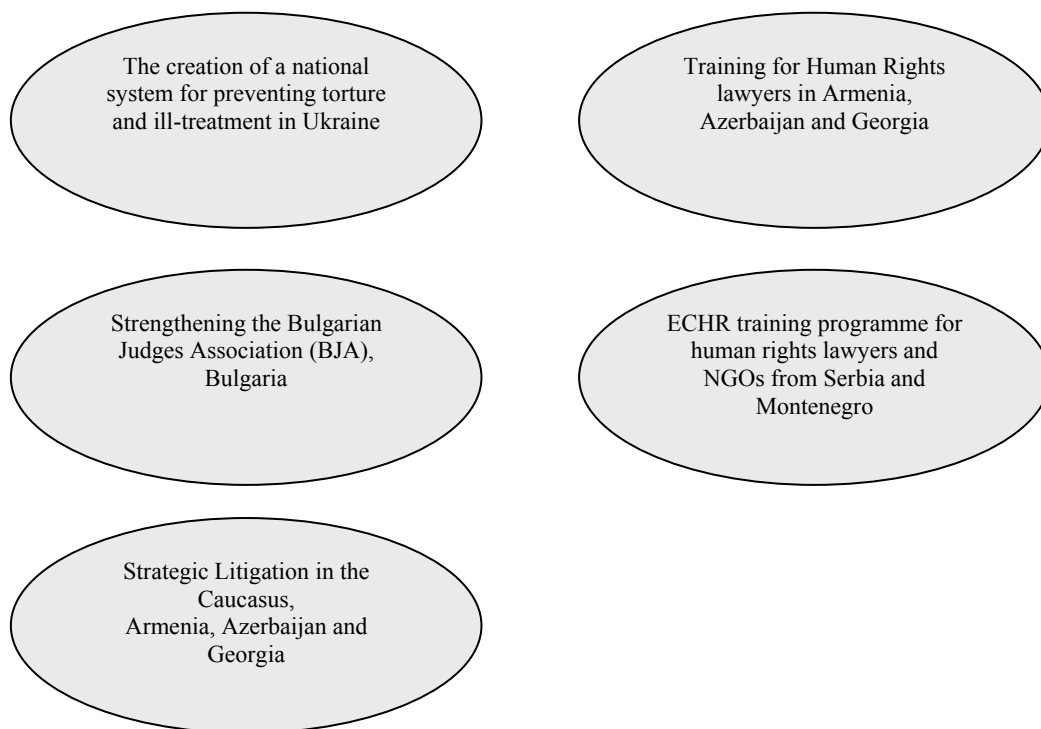 The creation of a national
system for preventing torture
and ill-treatment in Ukraine
Training for Human Rights
lawyers in Armenia,
Azerbaijan and Georgia
Strengthening the Bulgarian
Judges Association (BJA),
Bulgaria
ECHR training programme for
human rights lawyers and
NGOs from Serbia and
Montenegro
Strategic Litigation in the
Caucasus,
Armenia, Azerbaijan and
Georgia